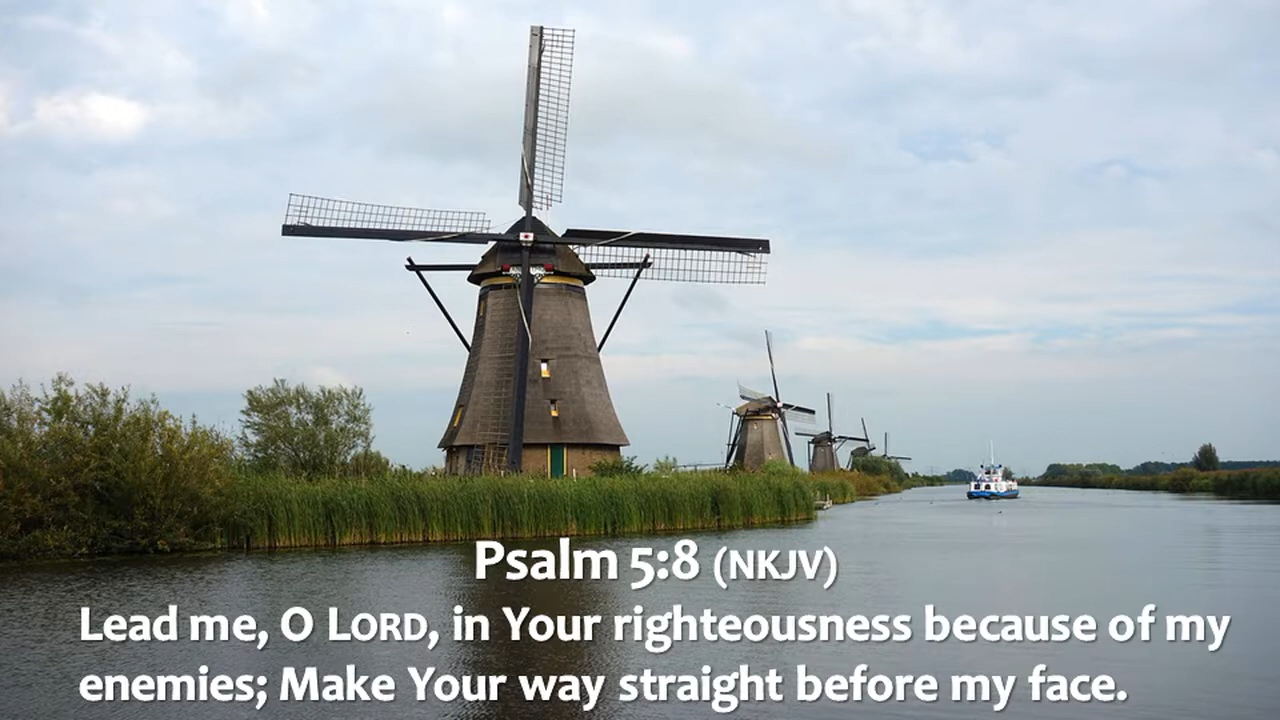 Psalm 5:8 (NKJV)
Lead me, O LORD, in Your righteousness because of my
enemies; Make Your way straight before my face.